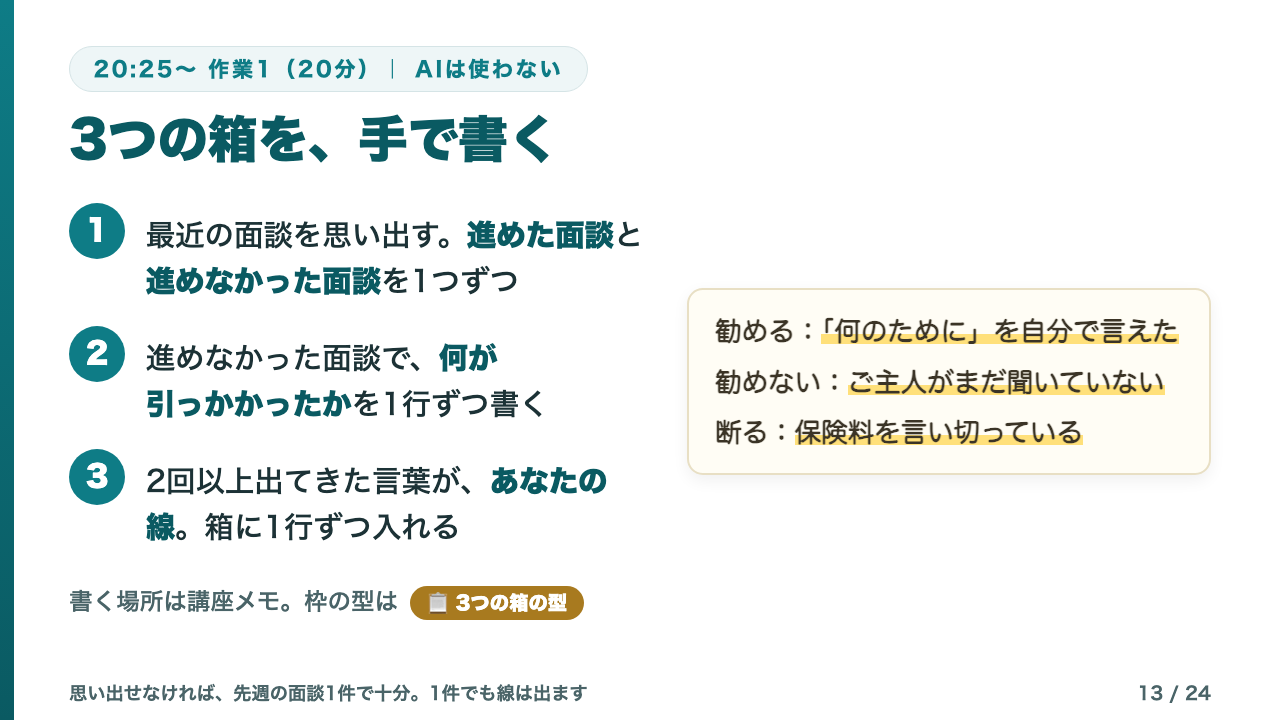 20:25〜 作業1（20分）｜ AIは使わない
3つの箱を、手で書く
1
最近の面談を思い出す。進めた面談と
進めなかった面談を1つずつ
2
進めなかった面談で、何が
引っかかったかを1行ずつ書く
3
2回以上出てきた言葉が、あなたの
線。箱に1行ずつ入れる
書く場所は講座メモ。枠の型は 📋 3つの箱の型
勧める：「何のために」を自分で言えた
勧めない：ご主人がまだ聞いていない
断る：保険料を言い切っている
思い出せなければ、先週の面談1件で十分。1件でも線は出ます
13 / 24